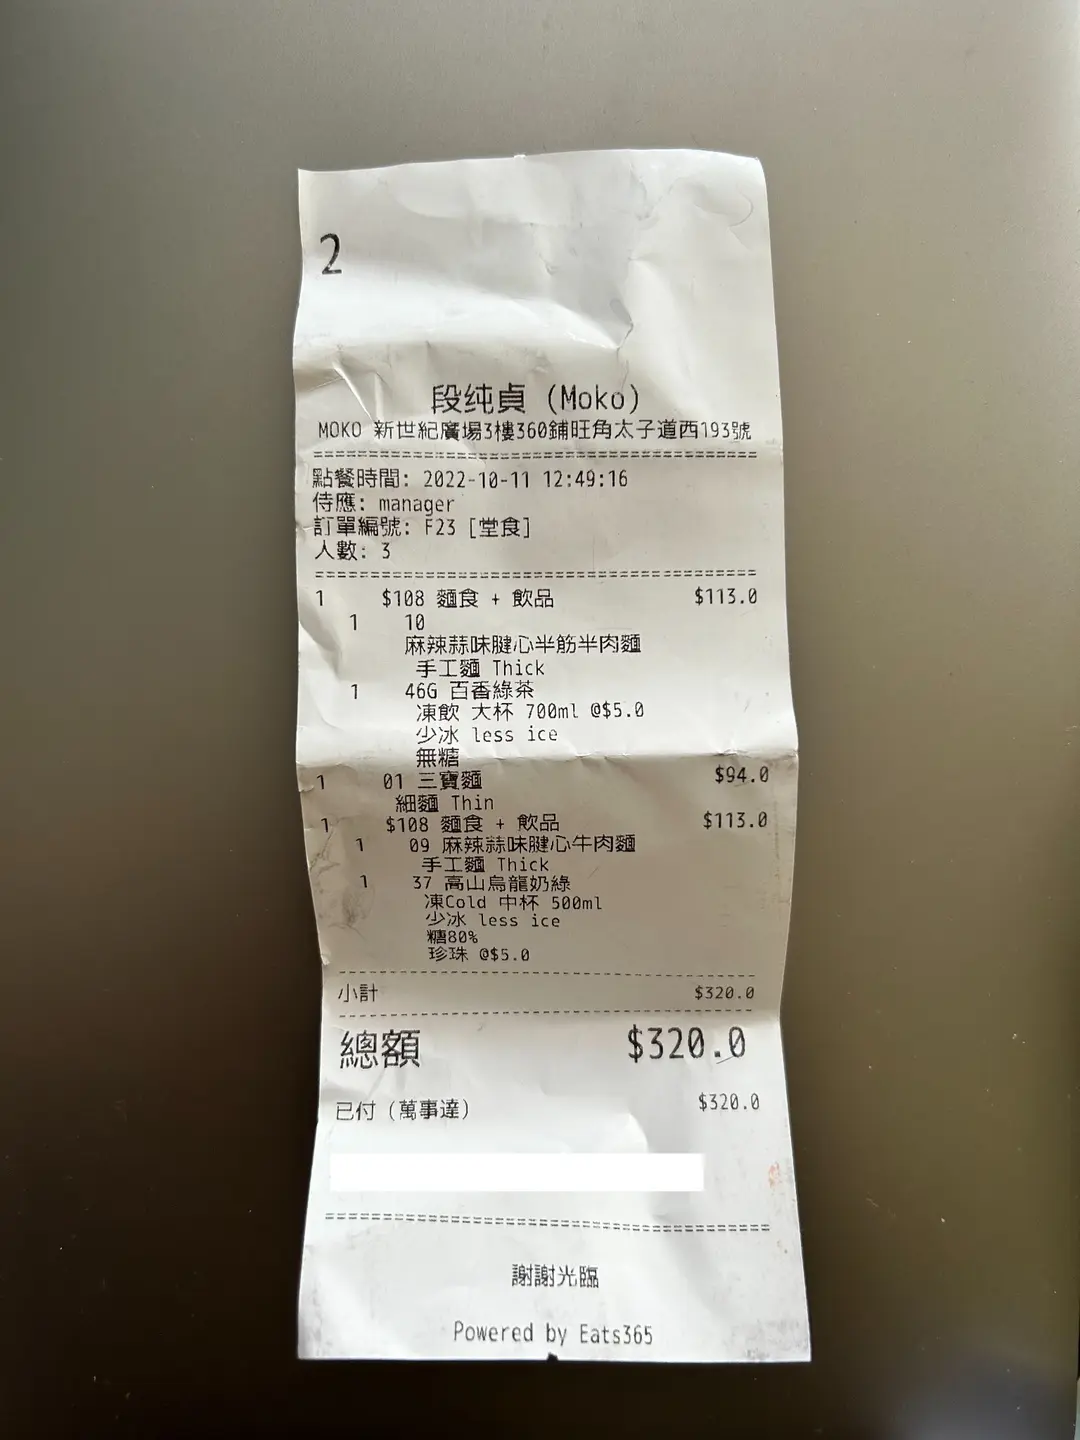 2
段纯貞 (Moko)
MOKO 新世紀廣場3樓360鋪旺角太子道西193號
點餐時間: 2022-10-11 12:49:16
侍應: manager
訂單編號: F23 [堂食]
人數: 3
1 $108 麵食 + 飲品 $113.0
1 10
麻辣蒜味腱心半筋半肉麵
手工麵 Thick
1 46G 百香綠茶
凍飲 大杯 700ml @$5.0
少冰 less ice
無糖
1 01 三寶麵 $94.0
細麵 Thin
1 $108 麵食 + 飲品 $113.0
1 09 麻辣蒜味腱心牛肉麵
手工麵 Thick
1 37 高山烏龍奶綠
凍Cold 中杯 500ml
少冰 less ice
糖80%
珍珠 @$5.0
小計 $320.0
總額 $320.0
已付 (萬事達) $320.0
謝謝光臨
Powered by Eats365